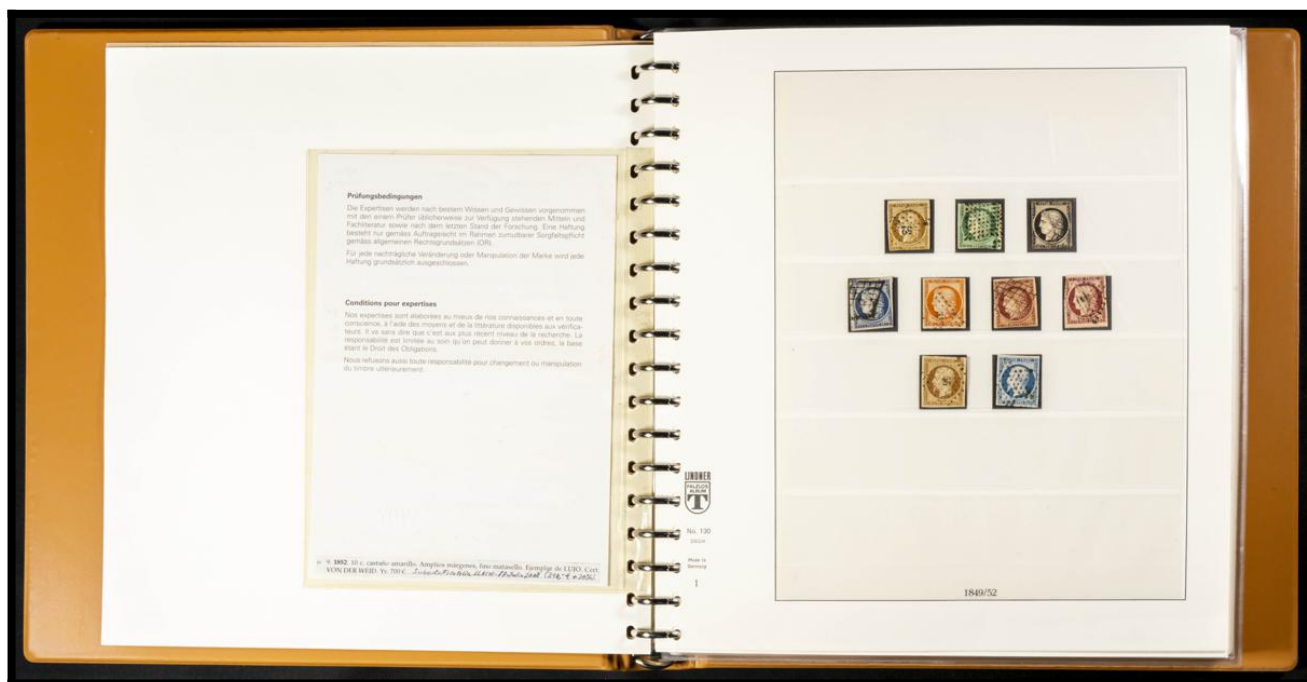 Prüfungsbedingungen
Die Expertisen werden nach bestem Wissen und Gewissen vorgenommen
mit den einem Prüfer üblicherweise zur Verfügung stehenden Mitteln und
Fachliteratur sowie nach dem letzten Stand der Forschung. Eine Haftung
besteht nur gemäss Auftragsrecht im Rahmen zumutbarer Sorgfaltspflicht
gemäss allgemeinen Rechtsgrundsätzen (OR).
Für jede nachträgliche Veränderung oder Manipulation der Marke wird jede
Haftung grundsätzlich ausgeschlossen.
Conditions pour expertises
Nos expertises sont élaborées au mieux de nos connaissances et en toute
conscience, à l'aide des moyens et de la littérature disponibles aux vérifica-
teurs. Il va sans dire que c'est aux plus récent niveau de la recherche. La
responsabilité est limitée au soin qu'on peut donner à vos ordres, la base
étant le Droit des Obligations.
Nous refusons aussi toute responsabilité pour changement ou manipulation
du timbre ultérieurement.
9. 1852. 10 c. castaño amarillo. Amplios márgenes, fino matasello. Ejemplar de LUJO. Cert.
VON DER WEID. Yv. 700 €.
LINDNER
FALZLOS
ALBUM
T
No. 130
Made in
Germany
1
1849/52